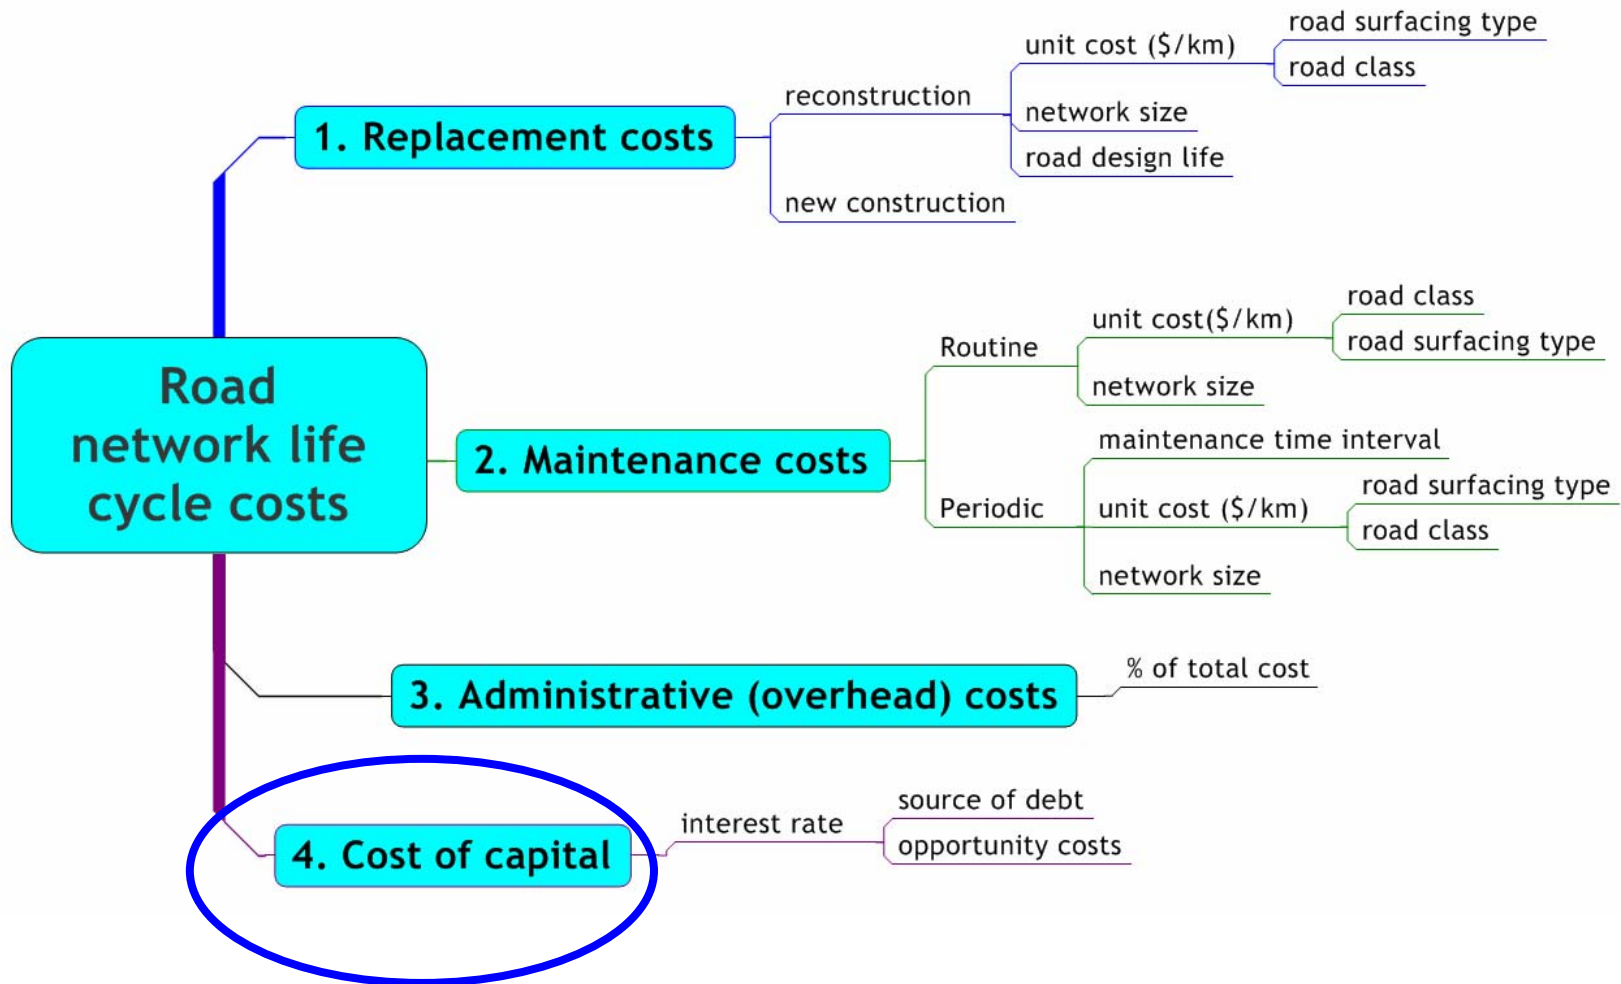 road surfacing type
unit cost ($/km)
road class
reconstruction
network size
1. Replacement costs
road design life
new construction
road class
unit cost($/km)
road surfacing type
Routine
network size
Road
network life
cycle costs
maintenance time interval
2. Maintenance costs
road surfacing type
Periodic
unit cost ($/km)
road class
network size
3. Administrative (overhead) costs
% of total cost
source of debt
interest rate
opportunity costs
4. Cost of capital